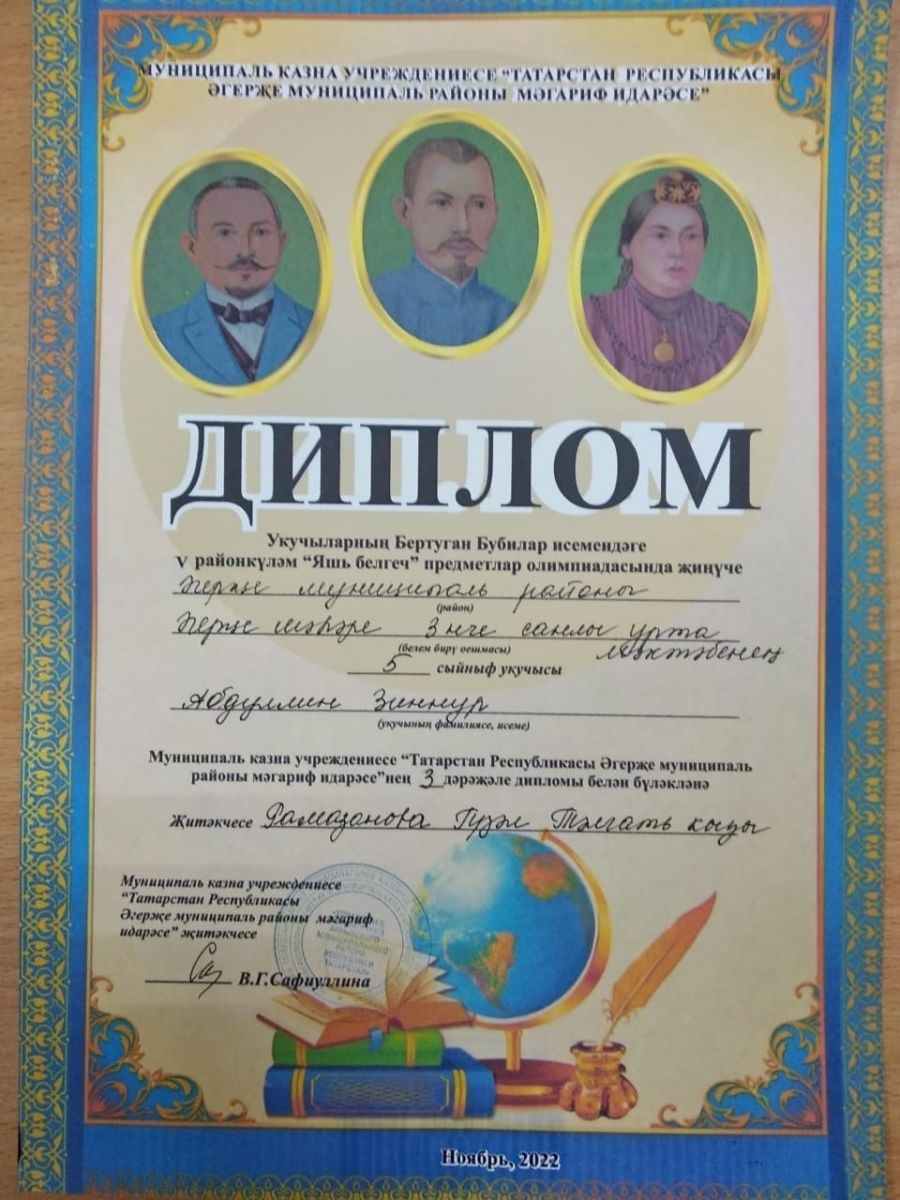 МУНИЦИПАЛЬ КАЗНА УЧРЕЖДЕНИЕСЕ “ТАТАРСТАН РЕСПУБЛИКАСЫ
ӘГЕРҖЕ МУНИЦИПАЛЬ РАЙОНЫ МӘГАРИФ ИДАРӘСЕ”
ДИПЛОМ
Укучыларның Бертуган Бубилар исемендәге
V районкүләм “Яшь белгеч” предметлар олимпиадасында җиңүче
Әгерҗе муниципаль районы
(район)
Әгерҗе шәһәре 3нче санлы урта
мәктәбенең
(белем бирү оешмасы)
5 сыйныф укучысы
Абдуллин Зиннур
(укучының фамилиясе, исеме)
Муниципаль казна учреждениесе “Татарстан Республикасы Әгерҗе муниципаль
районы мәгариф идарәсе”нең 3 дәрәҗәле дипломы белән бүләкләнә
Җитәкчесе Рамазанова Гүзәл Тәлгать кызы
Муниципаль казна учреждениесе
“Татарстан Республикасы
Әгерҗе муниципаль районы мәгариф
идарәсе” җитәкчесе
В.Г.Сафиуллина
МУНИЦИПАЛЬНОГО
РАЙОНА
РЕСПУБЛИКИ
ТАТАРСТАН
Ноябрь, 2022